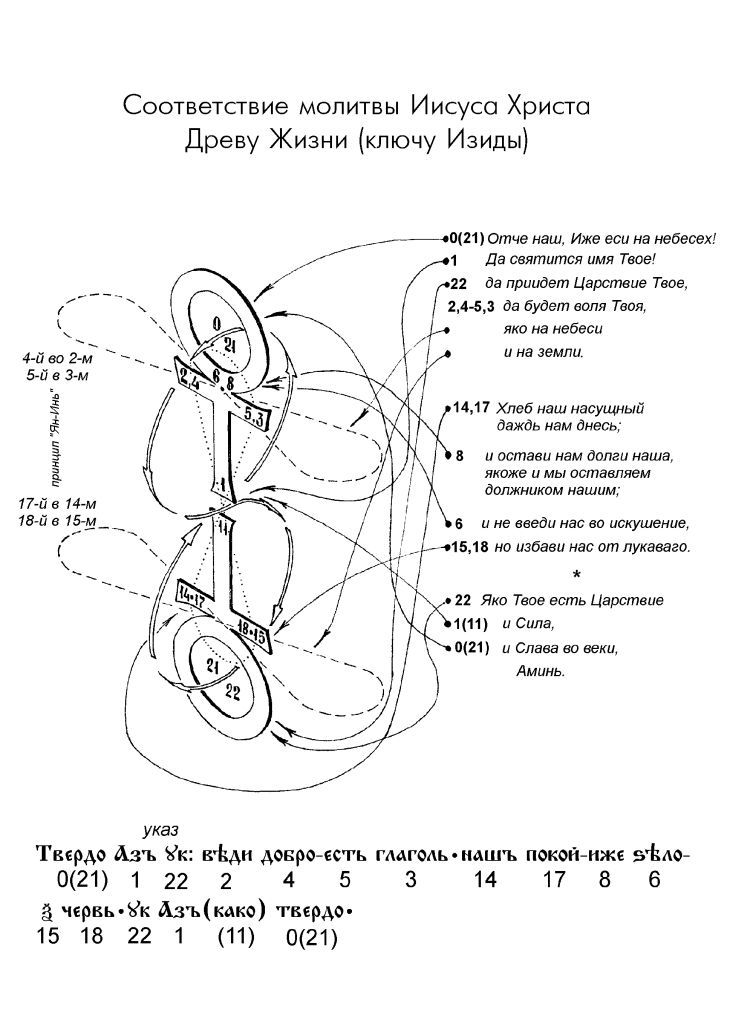 Соответствие молитвы Иисуса Христа
Древу Жизни (ключу Изиды)
0(21) Отче наш, Иже еси на небесех!
1 Да святится имя Твое!
22 да приидет Царствие Твое,
2,4-5,3 да будет воля Твоя,
яко на небеси
и на земли.
14,17 Хлеб наш насущный
даждь нам днесь;
8 и остави нам долги наша,
якоже и мы оставляем
должником нашим;
6 и не введи нас во искушение,
15,18 но избави нас от лукаваго.
*
22 Яко Твое есть Царствие
1(11) и Сила,
0(21) и Слава во веки,
Аминь.
0
21
6 8
2,4
5,3
1
11
14•17
18•15
21
22
4-й во 2-м
5-й в 3-м
принцип "Ян-Инь"
17-й в 14-м
18-й в 15-м
указ
Твердо Азъ Ꙋк: вѣди добро-есть глаголь•нашъ покой-иже ѕѣло-
0(21) 1 22 2 4 5 3 14 17 8 6
ѯ червь•Ꙋк Азъ(како) твердо•
15 18 22 1 (11) 0(21)